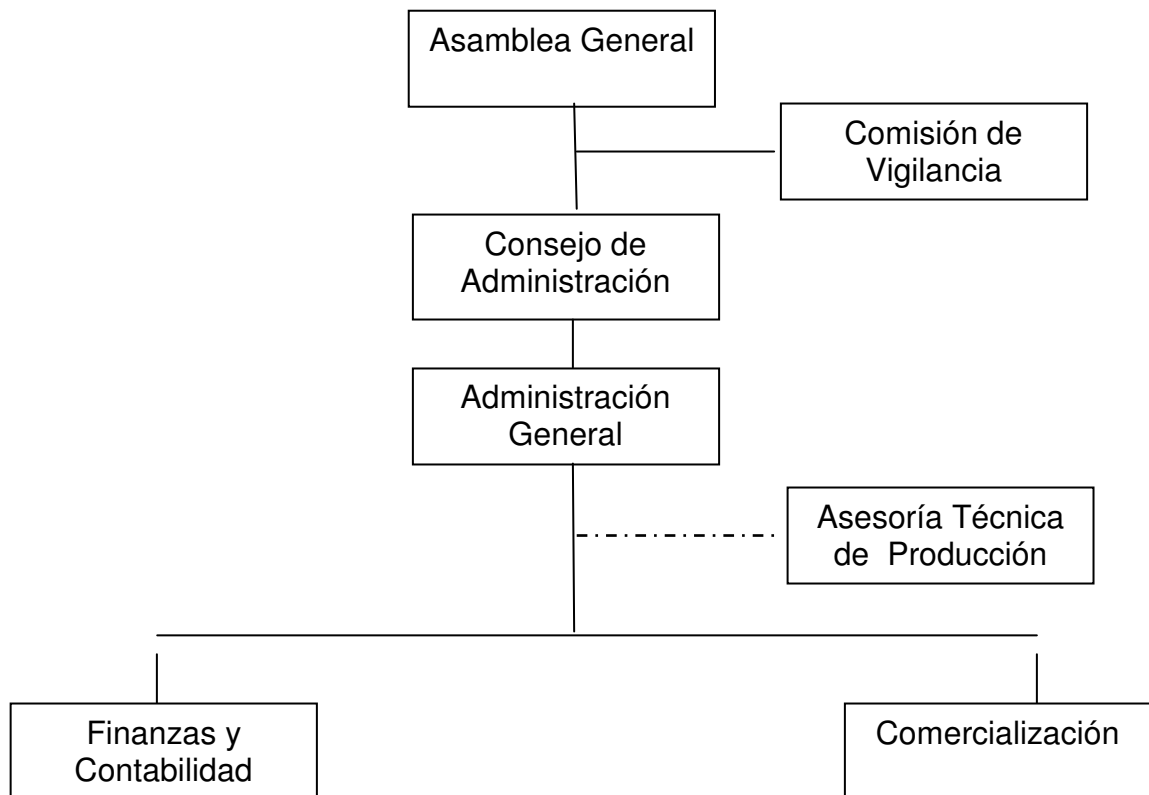 Asamblea General
Comisión de
Vigilancia
Consejo de
Administración
Administración
General
Asesoría Técnica
de Producción
Finanzas y
Contabilidad
Comercialización